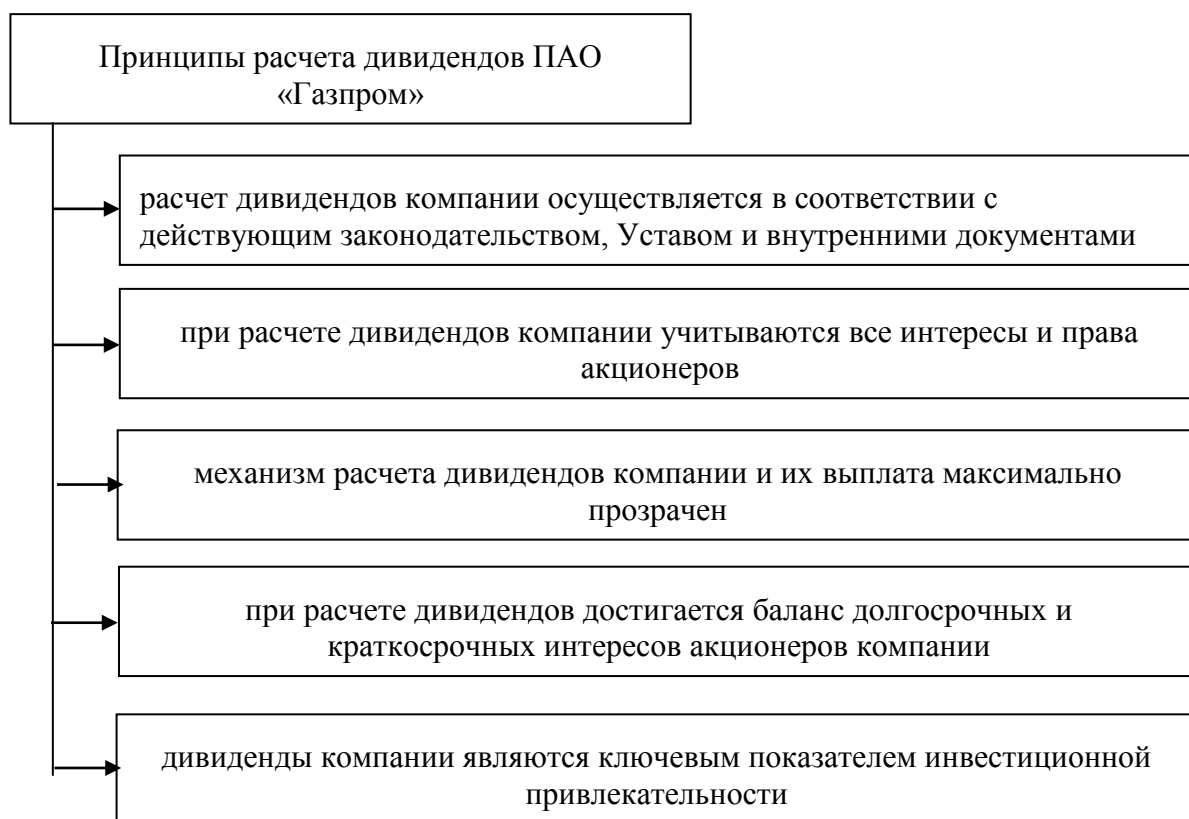 Принципы расчета дивидендов ПАО
«Газпром»
расчет дивидендов компании осуществляется в соответствии с
действующим законодательством, Уставом и внутренними документами
при расчете дивидендов компании учитываются все интересы и права
акционеров
механизм расчета дивидендов компании и их выплата максимально
прозрачен
при расчете дивидендов достигается баланс долгосрочных и
краткосрочных интересов акционеров компании
дивиденды компании являются ключевым показателем инвестиционной
привлекательности